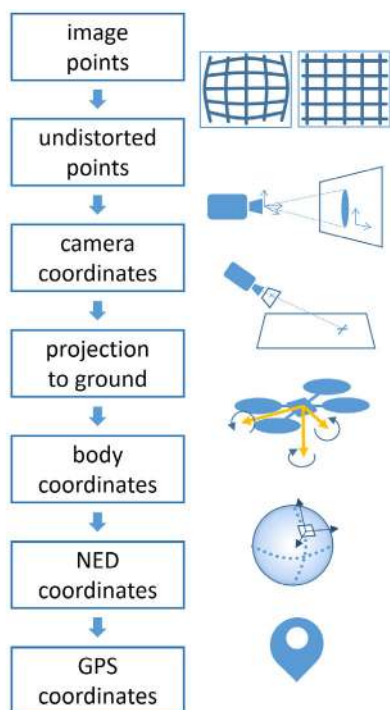 image
points
undistorted
points
camera
coordinates
projection
to ground
body
coordinates
NED
coordinates
GPS
coordinates